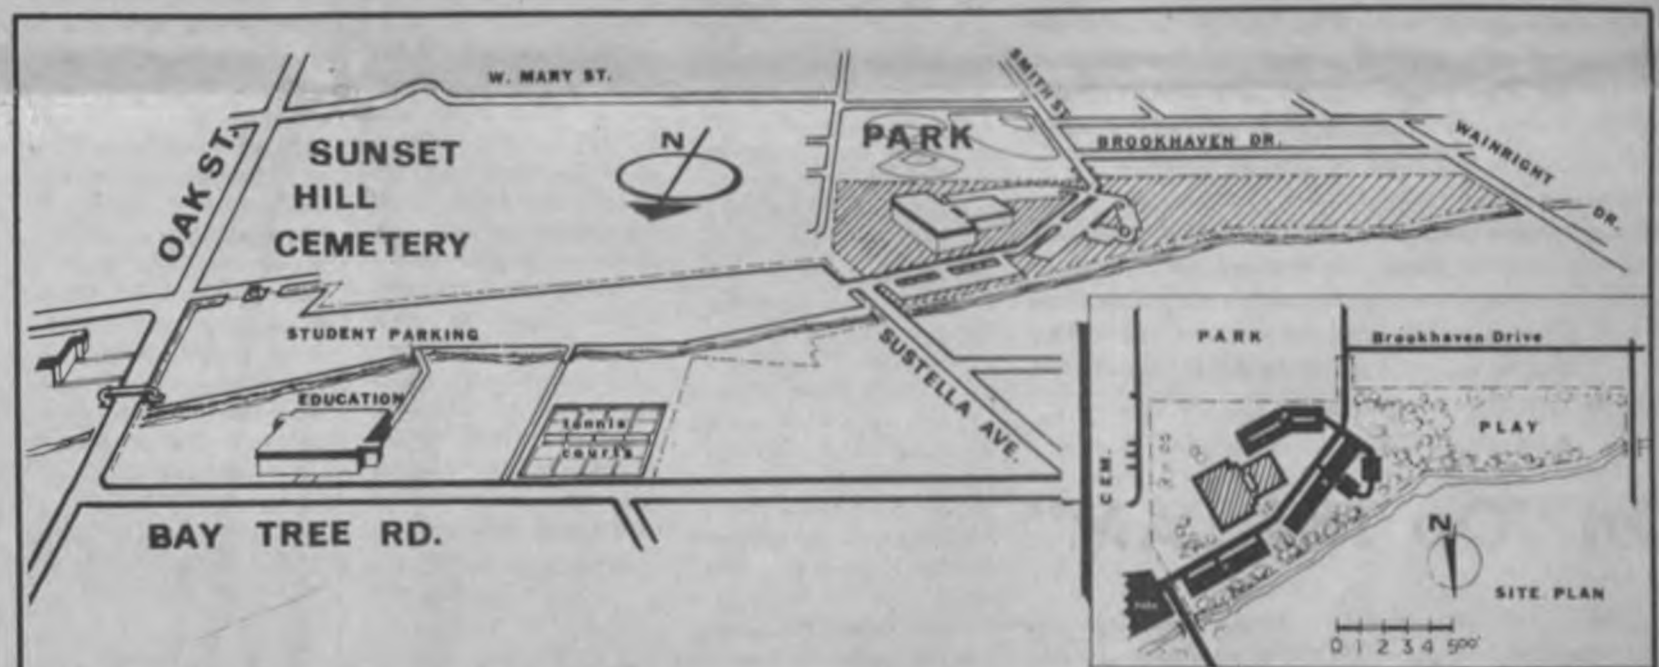 W. MARY ST.
SMITH ST.
OAK ST.
SUNSET
HILL
CEMETERY
N
PARK
BROOKHAVEN DR.
WAINRIGHT
DR.
STUDENT PARKING
EDUCATION
tennis
courts
SUSTELLA AVE.
BAY TREE RD.
PARK
Brookhaven Drive
PLAY
CEM.
N
SITE PLAN
0 1 2 3 4 500'